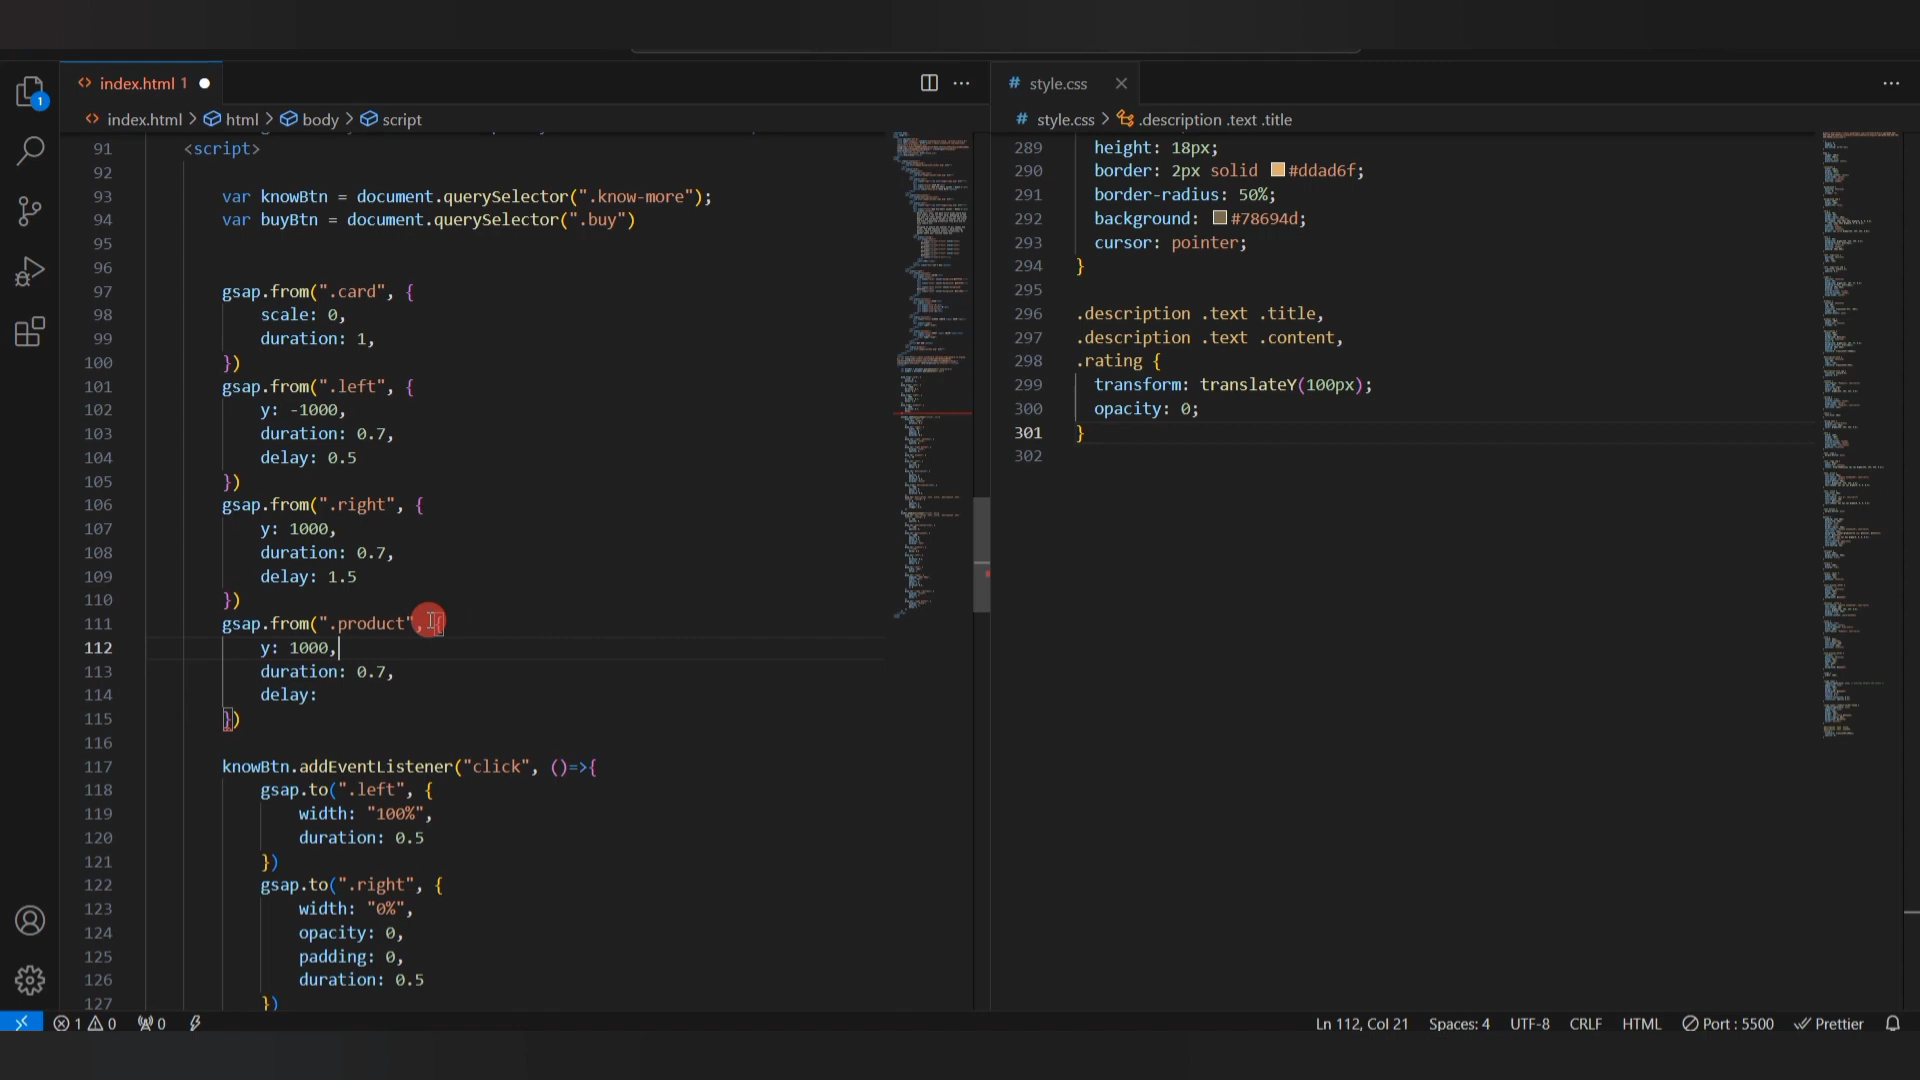 index.html 1
style.css
index.html > html > body > script
style.css > .description .text .title
91 <script>
92
93 var knowBtn = document.querySelector(".know-more");
94 var buyBtn = document.querySelector(".buy")
95
96
97 gsap.from(".card", {
98 scale: 0,
99 duration: 1,
100 })
101 gsap.from(".left", {
102 y: -1000,
103 duration: 0.7,
104 delay: 0.5
105 })
106 gsap.from(".right", {
107 y: 1000,
108 duration: 0.7,
109 delay: 1.5
110 })
111 gsap.from(".product", {
112 y: 1000,
113 duration: 0.7,
114 delay:
115 })
116
117 knowBtn.addEventListener("click", ()=>{
118 gsap.to(".left", {
119 width: "100%",
120 duration: 0.5
121 })
122 gsap.to(".right", {
123 width: "0%",
124 opacity: 0,
125 padding: 0,
126 duration: 0.5
127 })
289 height: 18px;
290 border: 2px solid #ddad6f;
291 border-radius: 50%;
292 background: #78694d;
293 cursor: pointer;
294 }
295
296 .description .text .title,
297 .description .text .content,
298 .rating {
299 transform: translateY(100px);
300 opacity: 0;
301 }
302
1
1 0 0
Ln 112, Col 21 Spaces: 4 UTF-8 CRLF HTML Port : 5500 Prettier